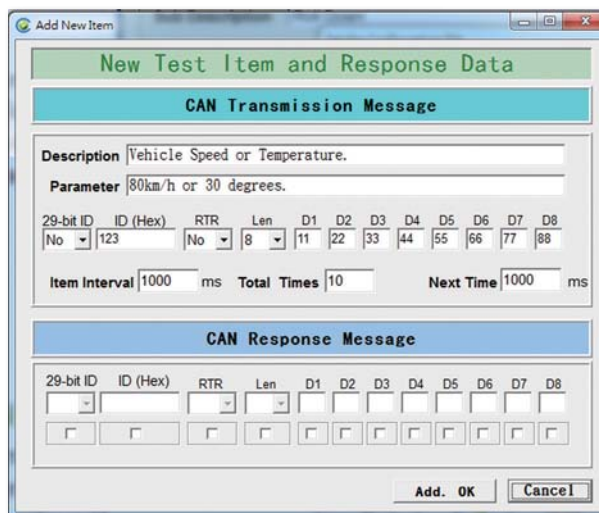 Add New Item
New Test Item and Response Data
CAN Transmission Message
Description Vehicle Speed or Temperature.
Parameter 80km/h or 30 degrees.
29-bit ID ID (Hex) RTR Len D1 D2 D3 D4 D5 D6 D7 D8
No 123 No 8 11 22 33 44 55 66 77 88
Item Interval 1000 ms Total Times 10 Next Time 1000 ms
CAN Response Message
29-bit ID ID (Hex) RTR Len D1 D2 D3 D4 D5 D6 D7 D8
Add. OK Cancel